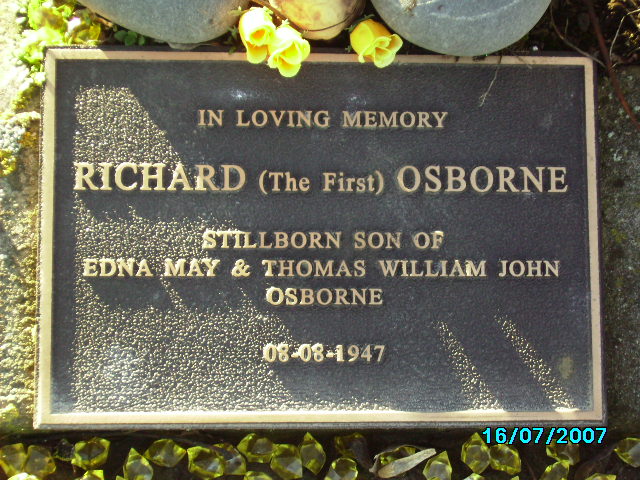 IN LOVING MEMORY
RICHARD (The First) OSBORNE
STILLBORN SON OF
EDNA MAY & THOMAS WILLIAM JOHN
OSBORNE
08-08-1947
16/07/2007